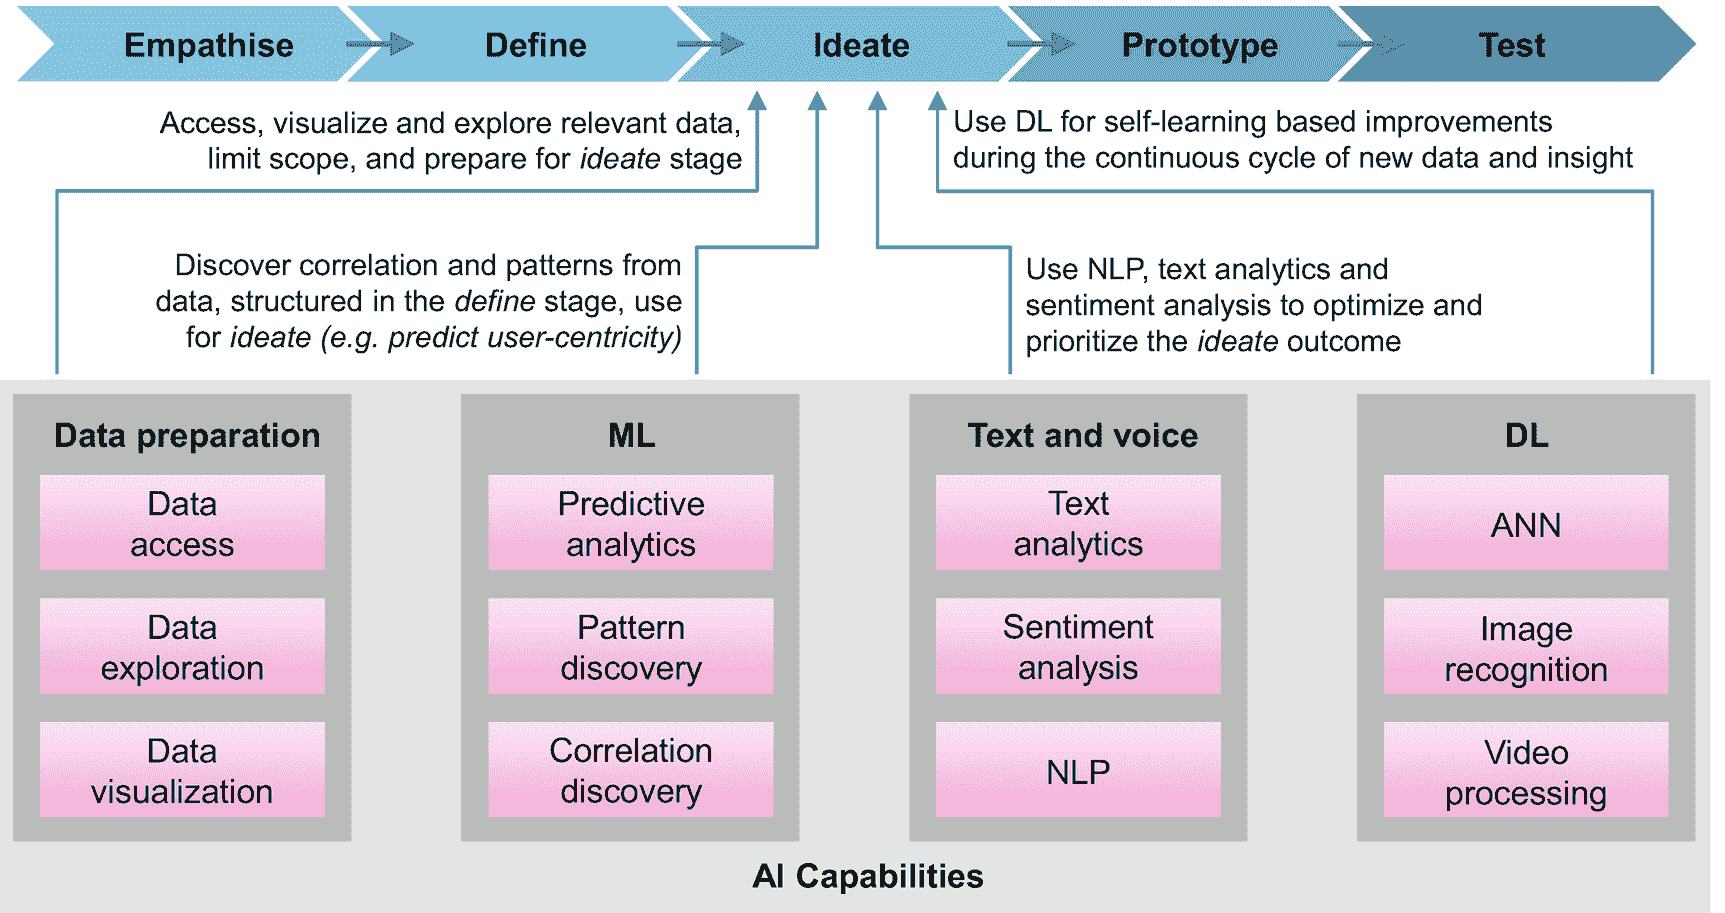 Empathise
Define
Ideate
Prototype
Test
Access, visualize and explore relevant data,
limit scope, and prepare for ideate stage
Use DL for self-learning based improvements
during the continuous cycle of new data and insight
Discover correlation and patterns from
data, structured in the define stage, use
for ideate (e.g. predict user-centricity)
Use NLP, text analytics and
sentiment analysis to optimize and
prioritize the ideate outcome
Data preparation
Data
access
Data
exploration
Data
visualization
ML
Predictive
analytics
Pattern
discovery
Correlation
discovery
Text and voice
Text
analytics
Sentiment
analysis
NLP
DL
ANN
Image
recognition
Video
processing
AI Capabilities